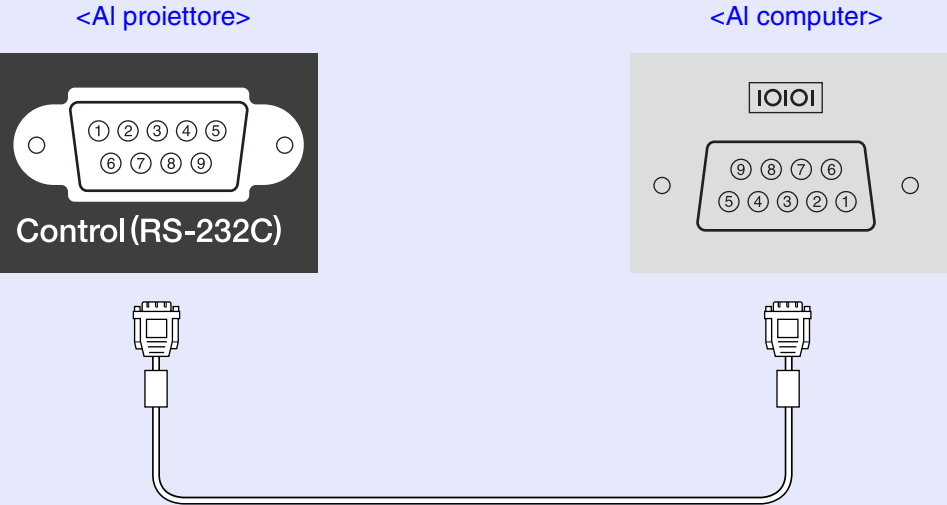 <Al proiettore>
<Al computer>
① ② ③ ④ ⑤
⑥ ⑦ ⑧ ⑨
Control (RS-232C)
IOIOI
⑨ ⑧ ⑦ ⑥
⑤ ④ ③ ② ①